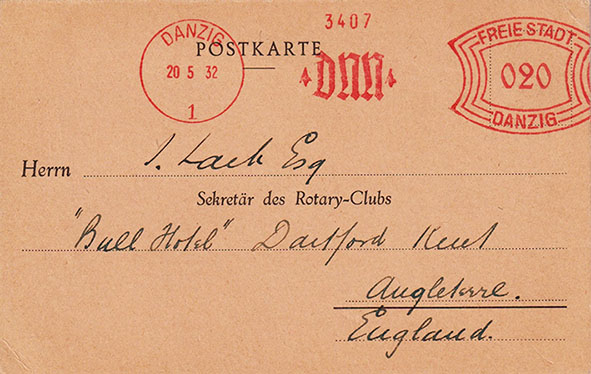 3407
DANZIG
20 5 32
1
POSTKARTE
DNN
FREIE STADT
020
DANZIG
Herrn Esq
Sekretär des Rotary-Clubs
"Bull Hotel" Dartford Kent
Angleterre.
England.